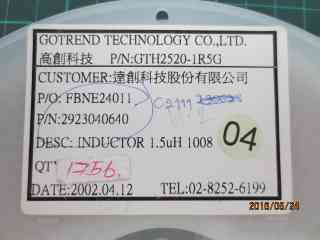 GOTREND TECHNOLOGY CO.,LTD.
高創科技 P/N:GTH2520-1R5G
CUSTOMER:達創科技股份有限公司
P/O: FBNE24011
P/N:2923040640
DESC: INDUCTOR 1.5uH 1008
04
QTY 1756
DATE:2002.04.12 TEL:02-8252-6199
2016/05/24